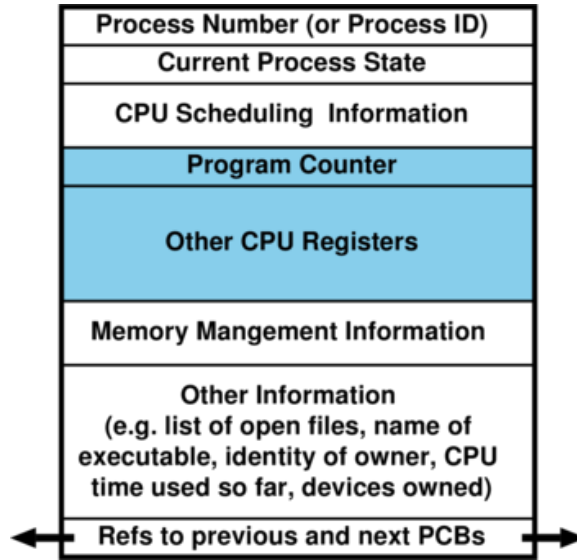 Process Number (or Process ID)
Current Process State
CPU Scheduling Information
Program Counter
Other CPU Registers
Memory Mangement Information
Other Information
(e.g. list of open files, name of
executable, identity of owner, CPU
time used so far, devices owned)
Refs to previous and next PCBs